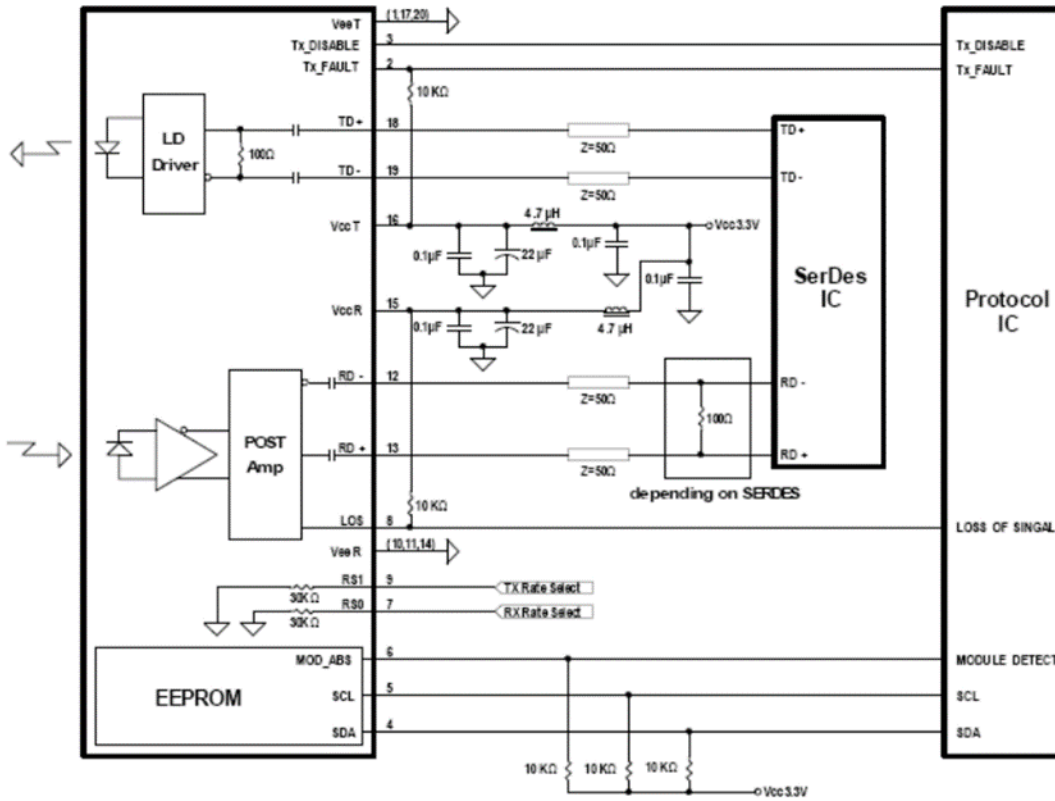 VeeT (1,17,20)
Tx_DISABLE 3 Tx_DISABLE
Tx_FAULT 2 Tx_FAULT
10 KΩ
LD
Driver
100Ω
TD+ 18 Z=50Ω TD+
TD- 19 Z=50Ω TD-
VccT 16 4.7 µH Vcc3.3V
0.1µF 22 µF 0.1µF
0.1µF
SerDes
IC
Protocol
IC
VccR 15
0.1µF 22 µF 4.7 µH
RD - 12 Z=50Ω RD -
100Ω
POST
Amp
RD + 13 Z=50Ω RD +
depending on SERDES
10 KΩ
LOS 8 LOSS OF SINGAL
VeeR (10,11,14)
RS1 9 TX Rate Select
30KΩ
RS0 7 RX Rate Select
30KΩ
MOD_ABS 6 MODULE DETECT
EEPROM
SCL 5 SCL
SDA 4 SDA
10 KΩ 10 KΩ 10 KΩ
Vcc3.3V